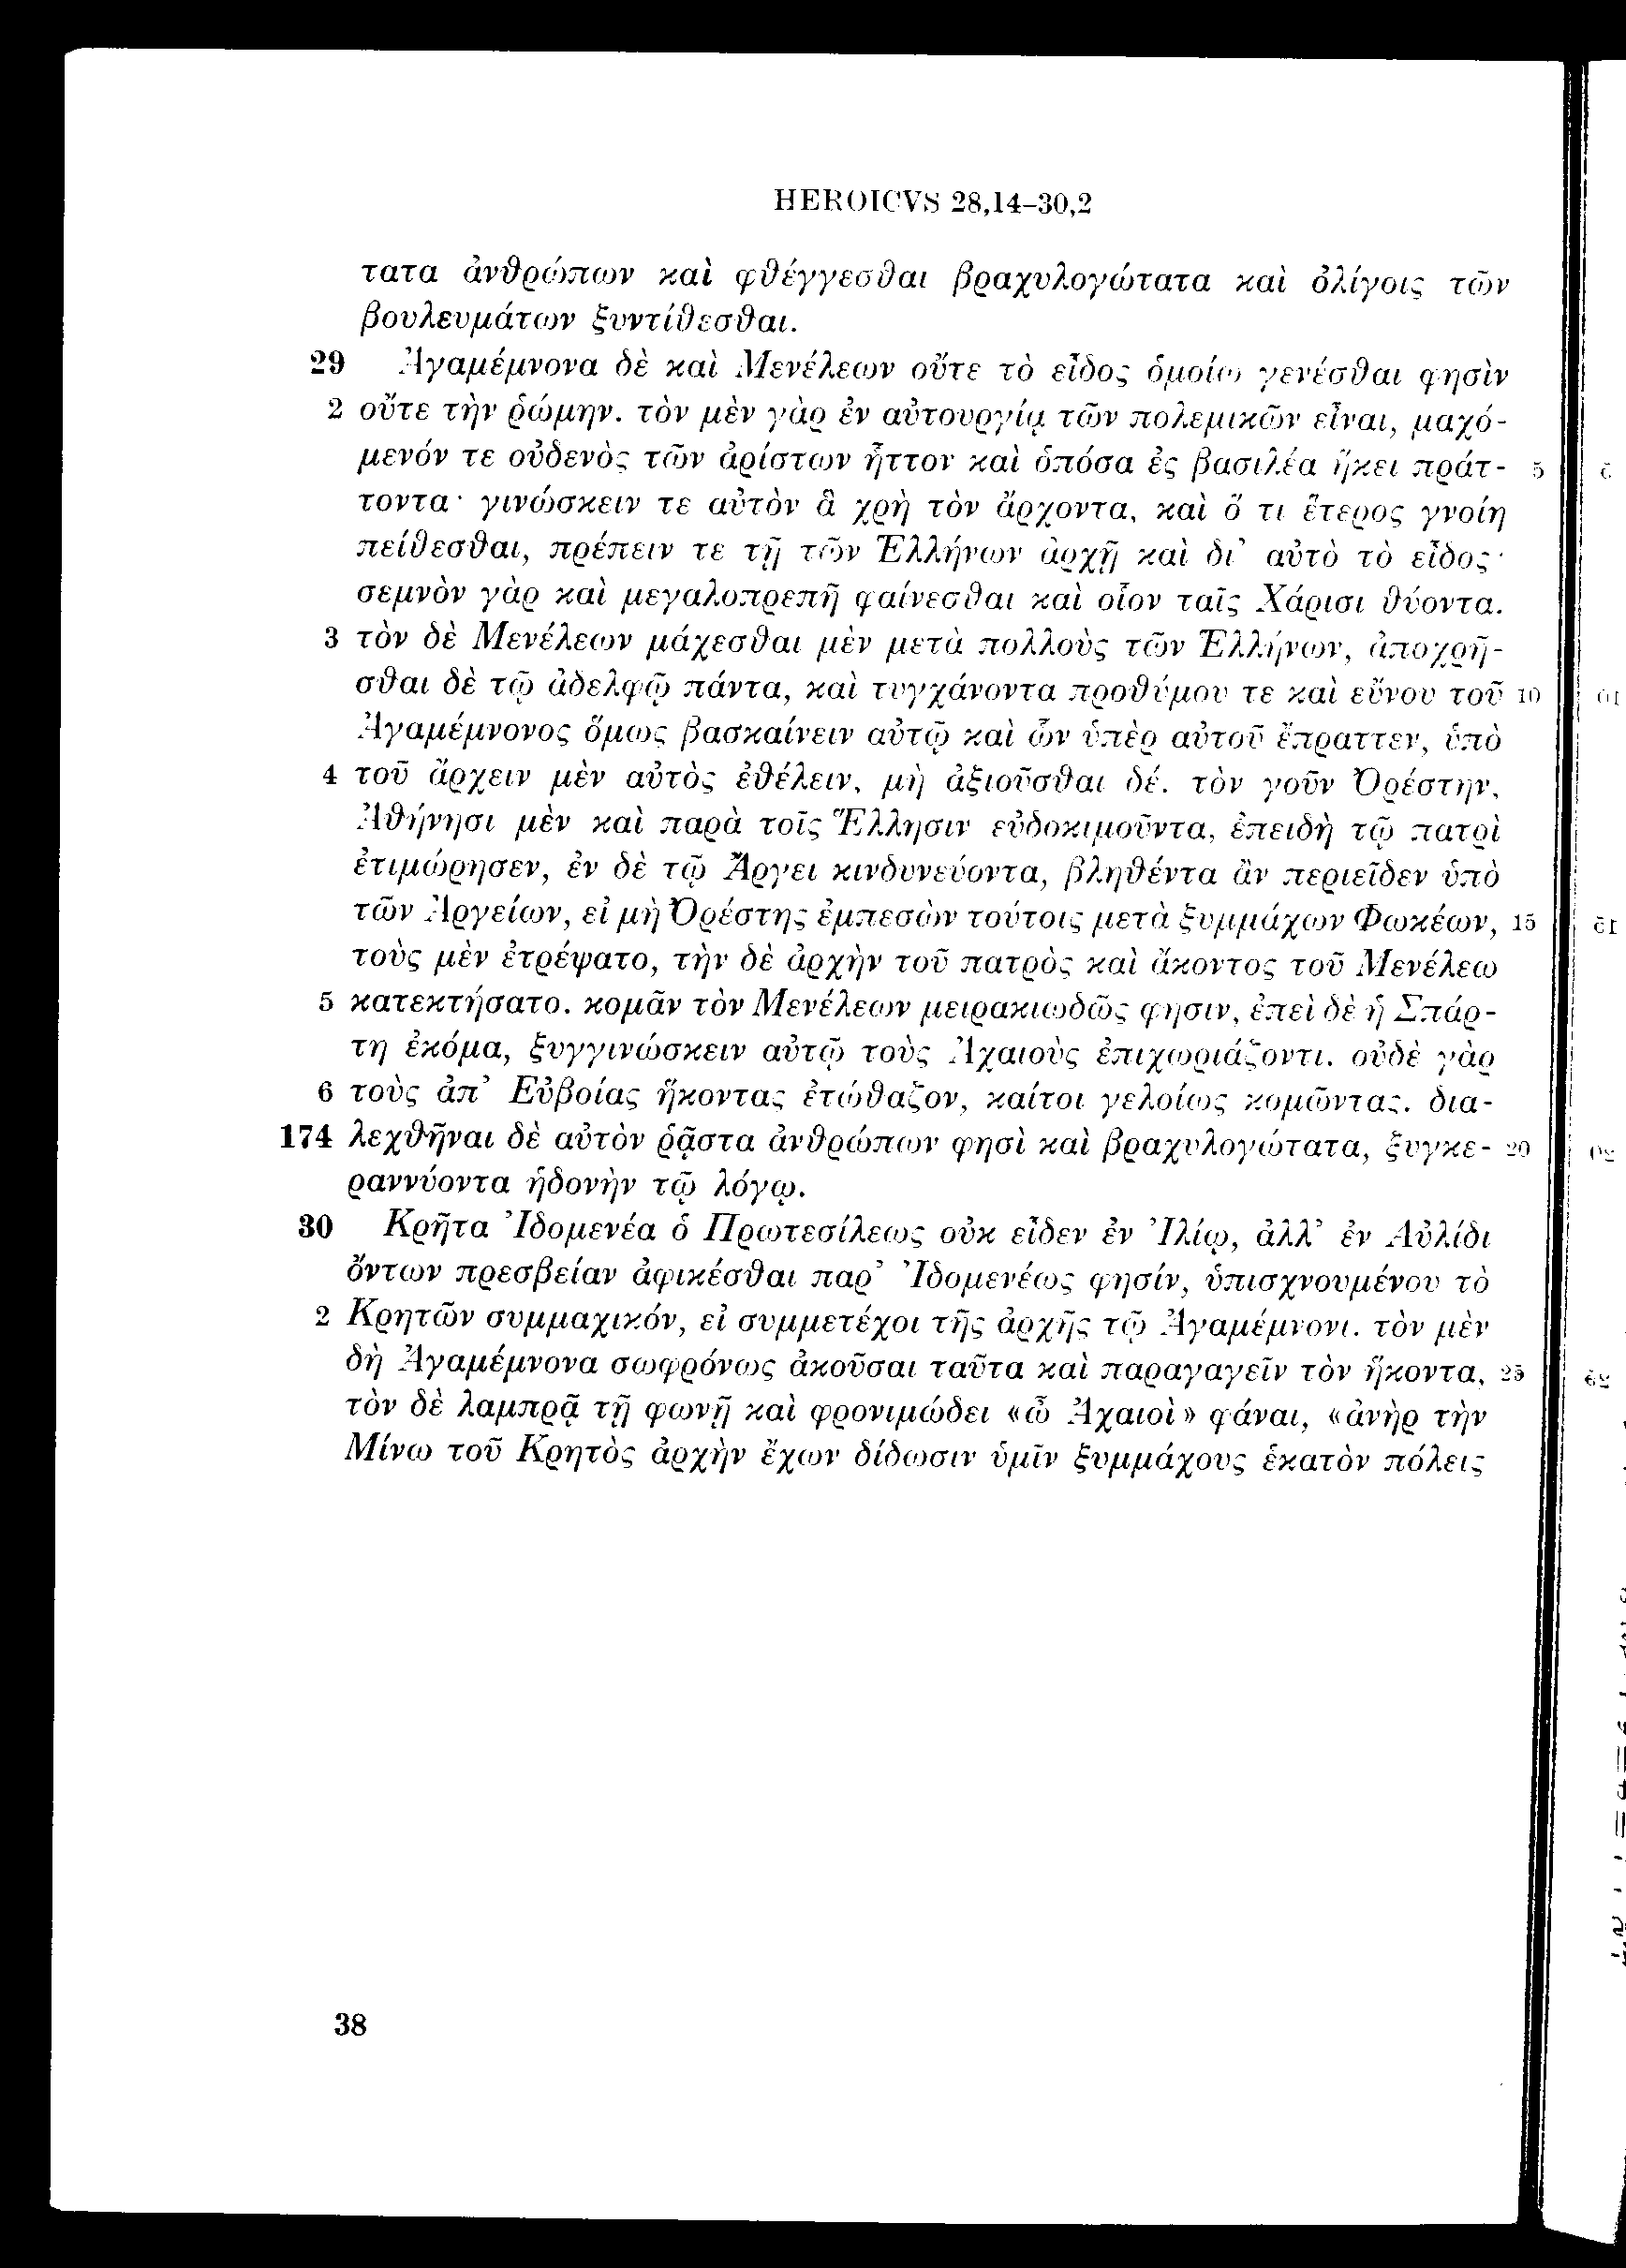 HEROICVS 28,14–30,2
τατα ἀνθρώπων καὶ φθέγγεσθαι βραχυλογώτατα καὶ ὀλίγοις τῶν
βουλευμάτων ξυντίθεσθαι.
29 Ἀγαμέμνονα δὲ καὶ Μενέλεων οὔτε τὸ εἶδος ὁμοίω γενέσθαι φησὶν
2 οὔτε τὴν ῥώμην. τὸν μὲν γὰρ ἐν αὐτουργίᾳ τῶν πολεμικῶν εἶναι, μαχό-
μενόν τε οὐδενὸς τῶν ἀρίστων ἧττον καὶ ὁπόσα ἐς βασιλέα ἥκει πράτ- 5
τοντα· γινώσκειν τε αὐτὸν ἃ χρὴ τὸν ἄρχοντα, καὶ ὅ τι ἕτερος γνοίη
πείθεσθαι, πρέπειν τε τῇ τῶν Ἑλλήνων ἀρχῇ καὶ δι’ αὐτὸ τὸ εἶδος·
σεμνὸν γὰρ καὶ μεγαλοπρεπῆ φαίνεσθαι καὶ οἷον ταῖς Χάρισι θύοντα.
3 τὸν δὲ Μενέλεων μάχεσθαι μὲν μετὰ πολλοὺς τῶν Ἑλλήνων, ἀποχρῆ-
σθαι δὲ τῷ ἀδελφῷ πάντα, καὶ τυγχάνοντα προθύμου τε καὶ εὔνου τοῦ 10
Ἀγαμέμνονος ὅμως βασκαίνειν αὐτῷ καὶ ὧν ὑπὲρ αὐτοῦ ἔπραττεν, ὑπὸ
4 τοῦ ἄρχειν μὲν αὐτὸς ἐθέλειν, μὴ ἀξιοῦσθαι δέ. τὸν γοῦν Ὀρέστην,
Ἀθήνησι μὲν καὶ παρὰ τοῖς Ἕλλησιν εὐδοκιμοῦντα, ἐπειδὴ τῷ πατρὶ
ἐτιμώρησεν, ἐν δὲ τῷ Ἄργει κινδυνεύοντα, βληθέντα ἂν περιεῖδεν ὑπὸ
τῶν Ἀργείων, εἰ μὴ Ὀρέστης ἐμπεσὼν τούτοις μετὰ ξυμμάχων Φωκέων, 15
τοὺς μὲν ἐτρέψατο, τὴν δὲ ἀρχὴν τοῦ πατρὸς καὶ ἄκοντος τοῦ Μενέλεω
5 κατεκτήσατο. κομᾶν τὸν Μενέλεων μειρακιωδῶς φησιν, ἐπεὶ δὲ ἡ Σπάρ-
τη ἐκόμα, ξυγγινώσκειν αὐτῷ τοὺς Ἀχαιοὺς ἐπιχωριάζοντι. οὐδὲ γὰρ
6 τοὺς ἀπ’ Εὐβοίας ἥκοντας ἐτώθαζον, καίτοι γελοίως κομῶντας. δια-
174 λεχθῆναι δὲ αὐτὸν ῥᾷστα ἀνθρώπων φησὶ καὶ βραχυλογώτατα, ξυγκε- 20
ραννύοντα ἡδονὴν τῷ λόγῳ.
30 Κρῆτα Ἰδομενέα ὁ Πρωτεσίλεως οὐκ εἶδεν ἐν Ἰλίῳ, ἀλλ’ ἐν Αὐλίδι
ὄντων πρεσβείαν ἀφικέσθαι παρ’ Ἰδομενέως φησίν, ὑπισχνουμένου τὸ
2 Κρητῶν συμμαχικόν, εἰ συμμετέχοι τῆς ἀρχῆς τῷ Ἀγαμέμνονι. τὸν μὲν
δὴ Ἀγαμέμνονα σωφρόνως ἀκοῦσαι ταῦτα καὶ παραγαγεῖν τὸν ἥκοντα, 25
τὸν δὲ λαμπρᾷ τῇ φωνῇ καὶ φρονιμώδει «ὦ Ἀχαιοὶ» φάναι, «ἀνὴρ τὴν
Μίνω τοῦ Κρητὸς ἀρχὴν ἔχων δίδωσιν ὑμῖν ξυμμάχους ἑκατὸν πόλεις
38